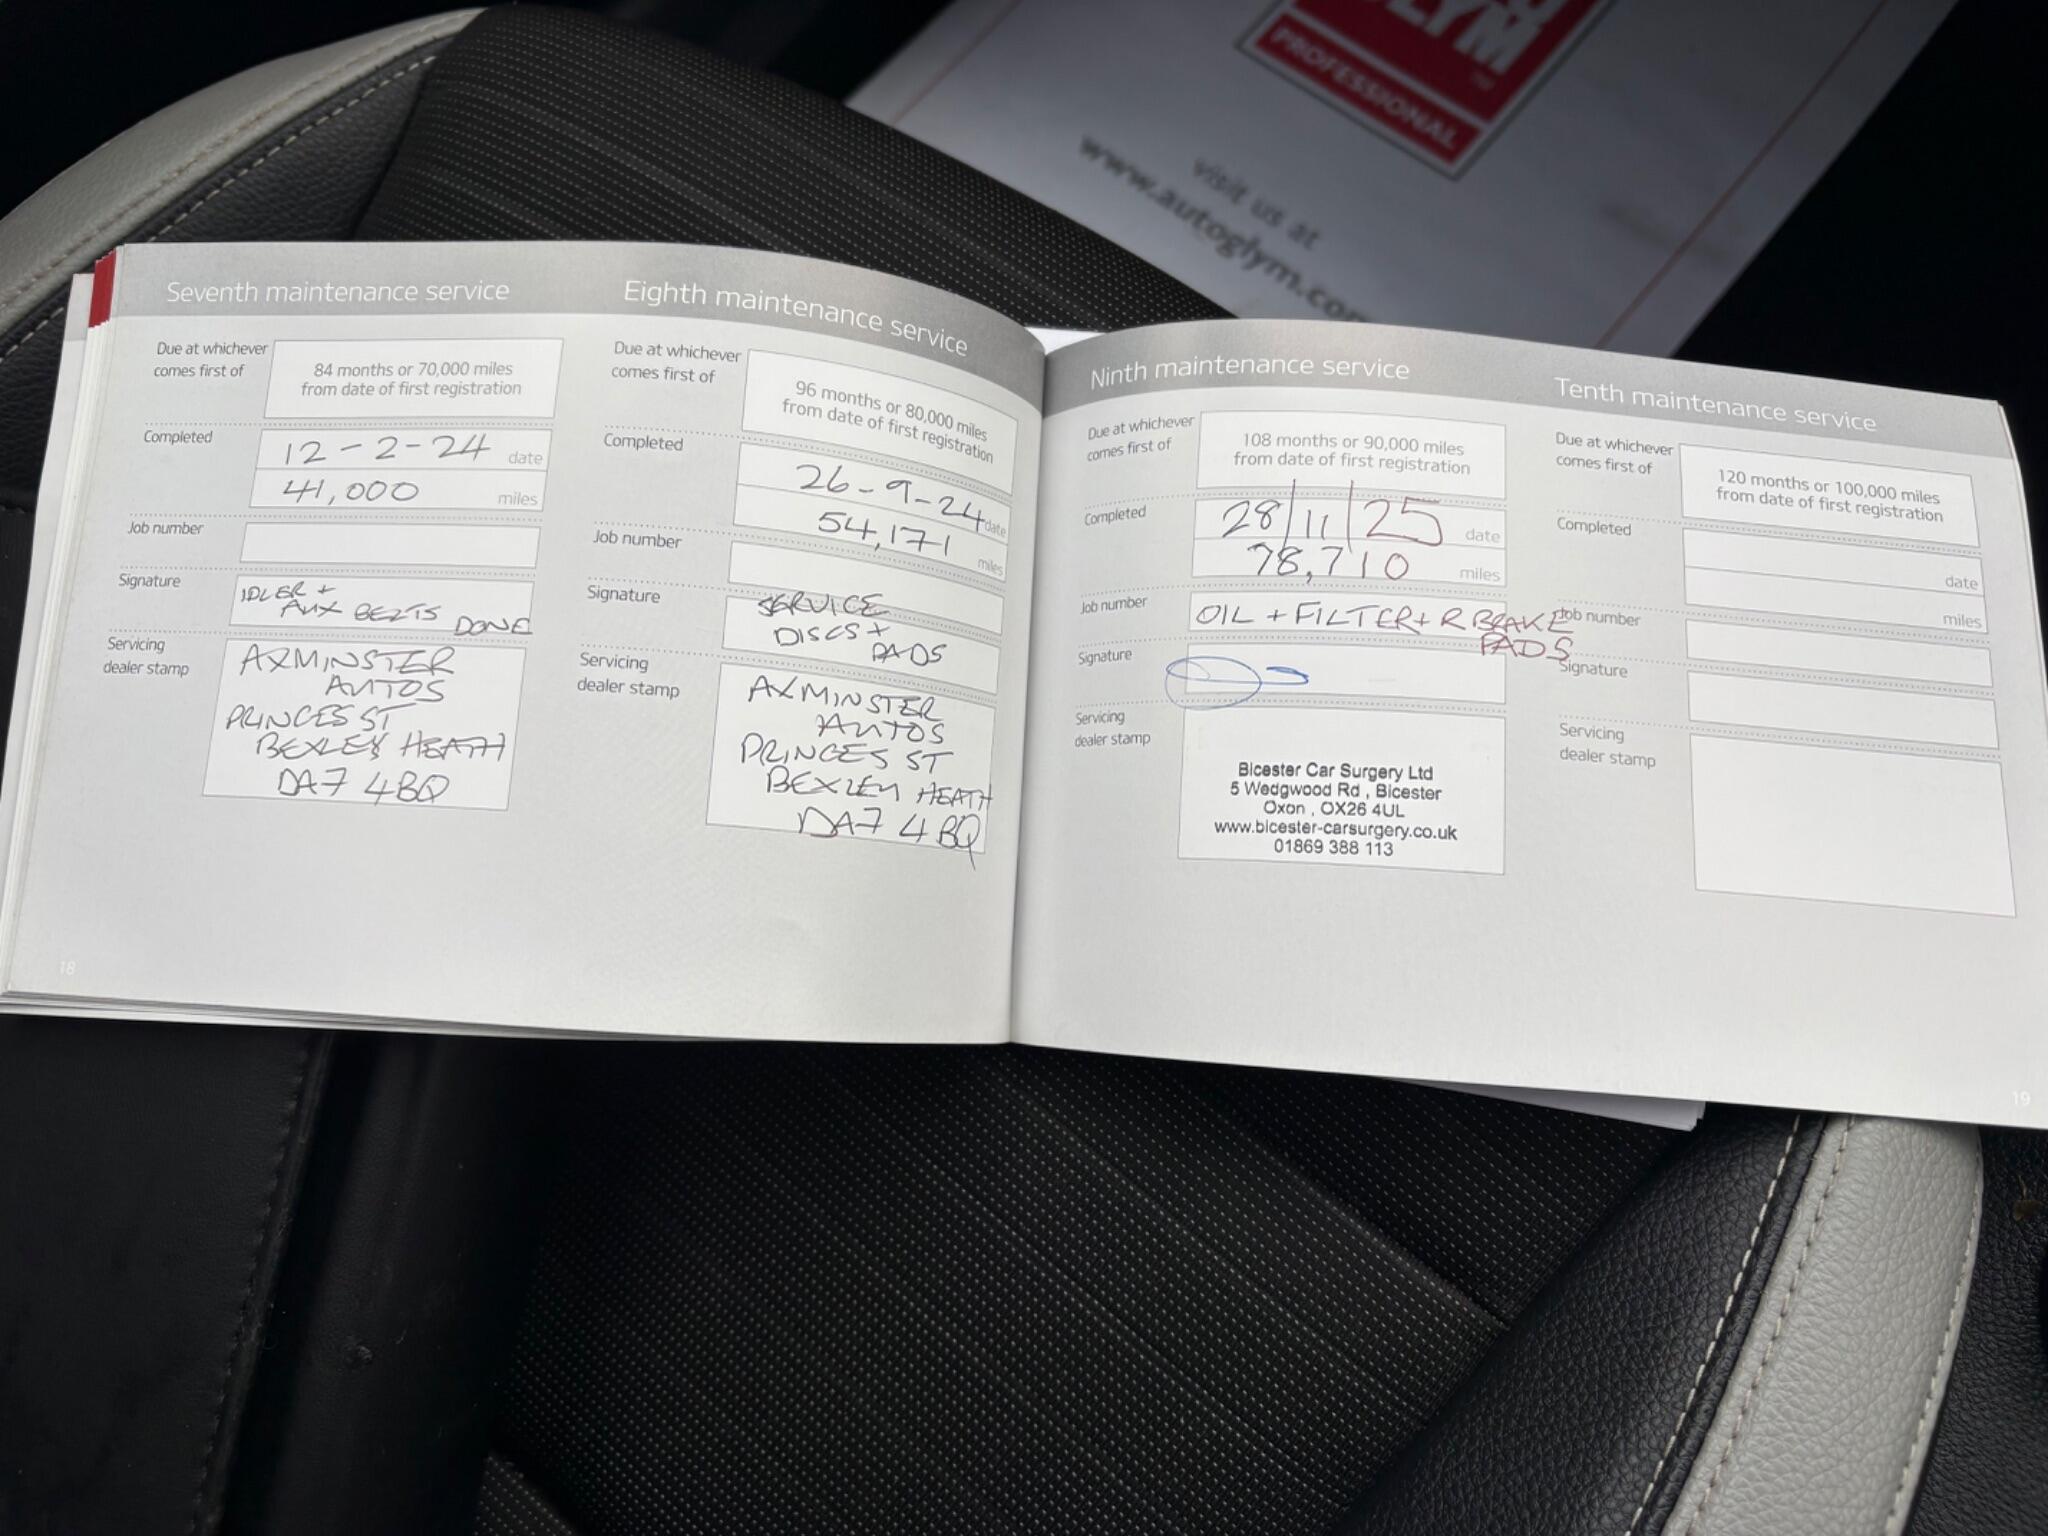 GLYM
PROFESSIONAL
visit us at
www.autoglym.com
Seventh maintenance service
Due at whichever
comes first of
84 months or 70,000 miles
from date of first registration
Completed
12-2-24 date
41,000 miles
Job number
Signature
IDLER +
AUX BELTS DONE
Servicing
dealer stamp
AXMINSTER
AUTOS
PRINCES ST
BEXLEY HEATH
DA7 4BQ
18
Eighth maintenance service
Due at whichever
comes first of
96 months or 80,000 miles
from date of first registration
Completed
26-9-24 date
54,171 miles
Job number
Signature
SERVICE
DISCS +
PADS
Servicing
dealer stamp
AXMINSTER
AUTOS
PRINCES ST
BEXLEY HEATH
DA7 4BQ
Ninth maintenance service
Due at whichever
comes first of
108 months or 90,000 miles
from date of first registration
Completed
28/11/25 date
78,710 miles
Job number
OIL + FILTER + R BRAKE
PADS
Signature
Servicing
dealer stamp
Bicester Car Surgery Ltd
5 Wedgwood Rd , Bicester
Oxon , OX26 4UL
www.bicester-carsurgery.co.uk
01869 388 113
Tenth maintenance service
Due at whichever
comes first of
120 months or 100,000 miles
from date of first registration
Completed
date
miles
Job number
Signature
Servicing
dealer stamp
19